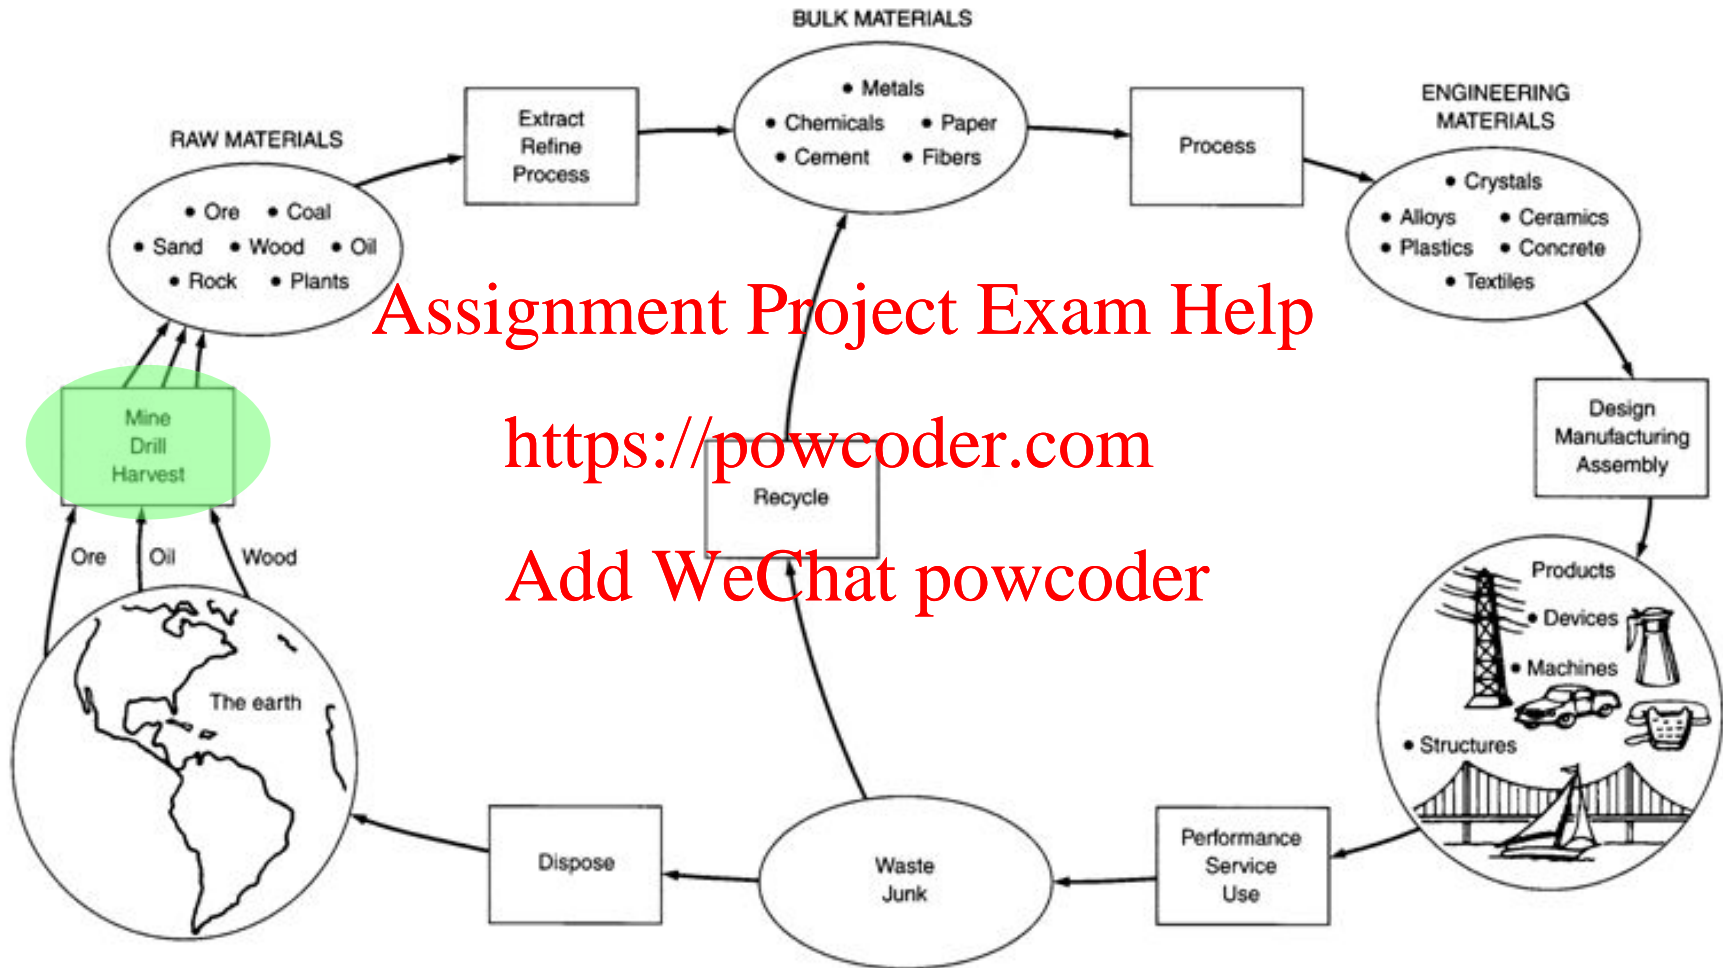 BULK MATERIALS
• Metals
• Chemicals • Paper
• Cement • Fibers
Extract
Refine
Process
Process
ENGINEERING
MATERIALS
• Crystals
• Alloys • Ceramics
• Plastics • Concrete
• Textiles
RAW MATERIALS
• Ore • Coal
• Sand • Wood • Oil
• Rock • Plants
Assignment Project Exam Help
Mine
Drill
Harvest
https://powcoder.com
Recycle
Design
Manufacturing
Assembly
Ore Oil Wood
Add WeChat powcoder
Products
• Devices
• Machines
• Structures
The earth
Dispose
Waste
Junk
Performance
Service
Use